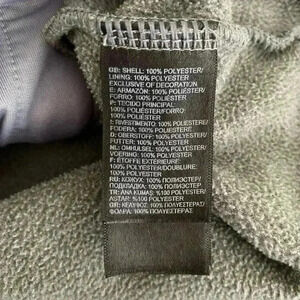 GB: SHELL: 100% POLYESTER/
LINING: 100% POLYESTER
EXCLUSIVE OF DECORATION
E: ARMAZÓN: 100% POLIÉSTER/
FORRO: 100% POLIÉSTER
P: TECIDO PRINCIPAL
100% POLIÉSTER/FORRO
100% POLIÉSTER
I: RIVESTIMENTO: 100% POLIESTERE/
FODERA: 100% POLIESTERE
D: OBERSTOFF: 100% POLYESTER/
FUTTER: 100% POLYESTER
NL: OMHULSEL: 100% POLYESTER/
VOERING: 100% POLYESTER
F: ÉTOFFE EXTÉRIEURE:
100% POLYESTER/DOUBLURE:
100% POLYESTER
RU: КОЖУХ: 100% ПОЛИЭСТЕР/
ПОДКЛАДКА: 100% ПОЛИЭСТЕР
TR: ANA KUMAŞ: %100 POLYESTER/
ASTAR: %100 POLYESTER
GR: ΚΕΛΥΦΟΣ: 100% ΠΟΛΥΕΣΤΕΡΑΣ/
ΦΟΔΡΑ: 100% ΠΟΛΥΕΣΤΕΡΑΣ